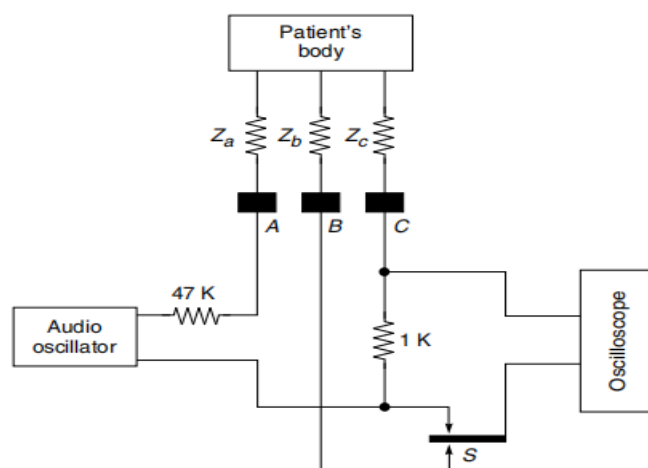 Patient's
body
Za Zb Zc
A B C
47 K
Audio
oscillator
1 K
Oscilloscope
S